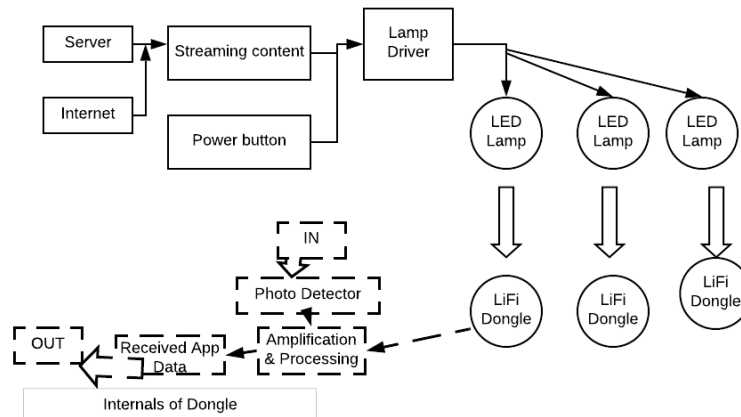 Server
Streaming content
Lamp
Driver
Internet
Power button
LED
Lamp
LED
Lamp
LED
Lamp
IN
Photo Detector
LiFi
Dongle
LiFi
Dongle
LiFi
Dongle
OUT
Received App
Data
Amplification
& Processing
Internals of Dongle